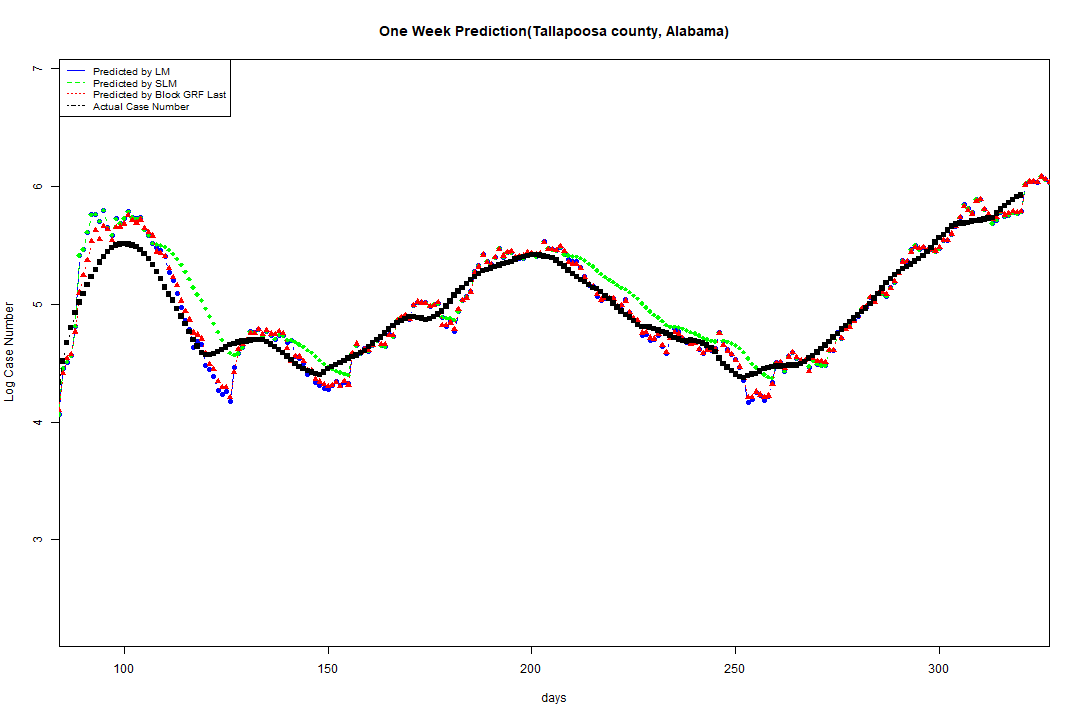 One Week Prediction(Tallapoosa county, Alabama)
Predicted by LM
Predicted by SLM
Predicted by Block GRF Last
Actual Case Number
7
6
5
4
3
Log Case Number
100 150 200 250 300
days